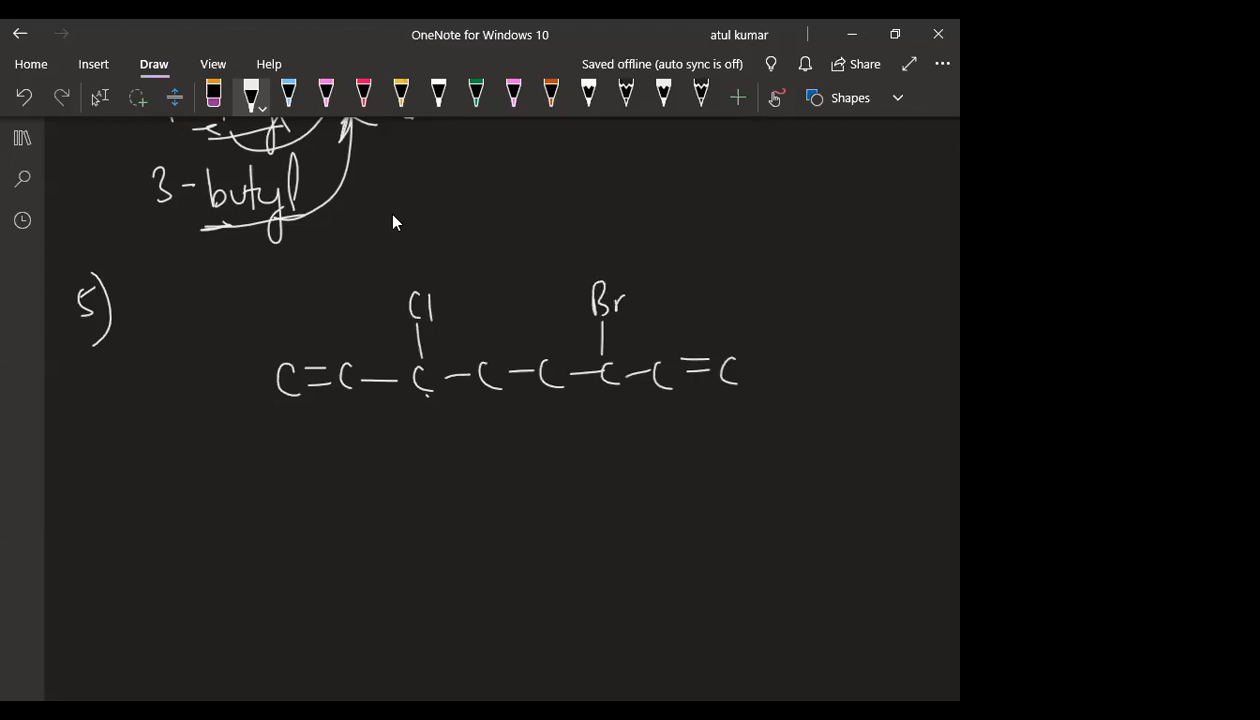 OneNote for Windows 10
atul kumar
Home Insert Draw View Help
Saved offline (auto sync is off)
Share
Shapes
3-butyl
5)
Cl Br
C=C—C—C—C—C—C=C